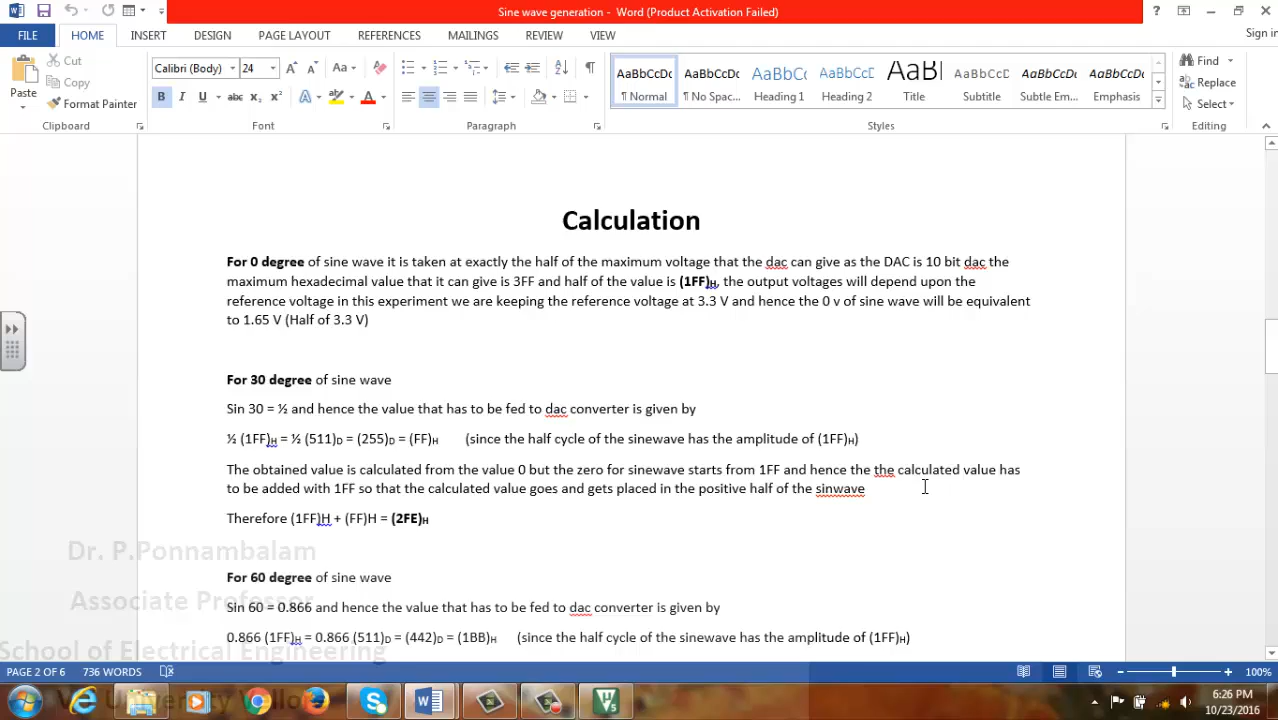 Sine wave generation - Word (Product Activation Failed)
FILE HOME INSERT DESIGN PAGE LAYOUT REFERENCES MAILINGS REVIEW VIEW Sign in
Cut
Copy
Format Painter
Paste
Calibri (Body) 24
AaBbCcDc AaBbCcDc AaBbCc AaBbCcD AaBl AaBbCcD AaBbCcDc AaBbCcDc
¶ Normal ¶ No Spac... Heading 1 Heading 2 Title Subtitle Subtle Em... Emphasis
Find
Replace
Select
Clipboard Font Paragraph Styles Editing
Calculation
For 0 degree of sine wave it is taken at exactly the half of the maximum voltage that the dac can give as the DAC is 10 bit dac the
maximum hexadecimal value that it can give is 3FF and half of the value is (1FF)H, the output voltages will depend upon the
reference voltage in this experiment we are keeping the reference voltage at 3.3 V and hence the 0 v of sine wave will be equivalent
to 1.65 V (Half of 3.3 V)
For 30 degree of sine wave
Sin 30 = ½ and hence the value that has to be fed to dac converter is given by
½ (1FF)H = ½ (511)D = (255)D = (FF)H (since the half cycle of the sinewave has the amplitude of (1FF)H)
The obtained value is calculated from the value 0 but the zero for sinewave starts from 1FF and hence the the calculated value has
to be added with 1FF so that the calculated value goes and gets placed in the positive half of the sinwave
Therefore (1FF)H + (FF)H = (2FE)H
Dr. P.Ponnambalam
For 60 degree of sine wave
Associate Professor
Sin 60 = 0.866 and hence the value that has to be fed to dac converter is given by
0.866 (1FF)H = 0.866 (511)D = (442)D = (1BB)H (since the half cycle of the sinewave has the amplitude of (1FF)H)
School of Electrical Engineering
PAGE 2 OF 6 736 WORDS 100%
University Vellor
6:26 PM
10/23/2016